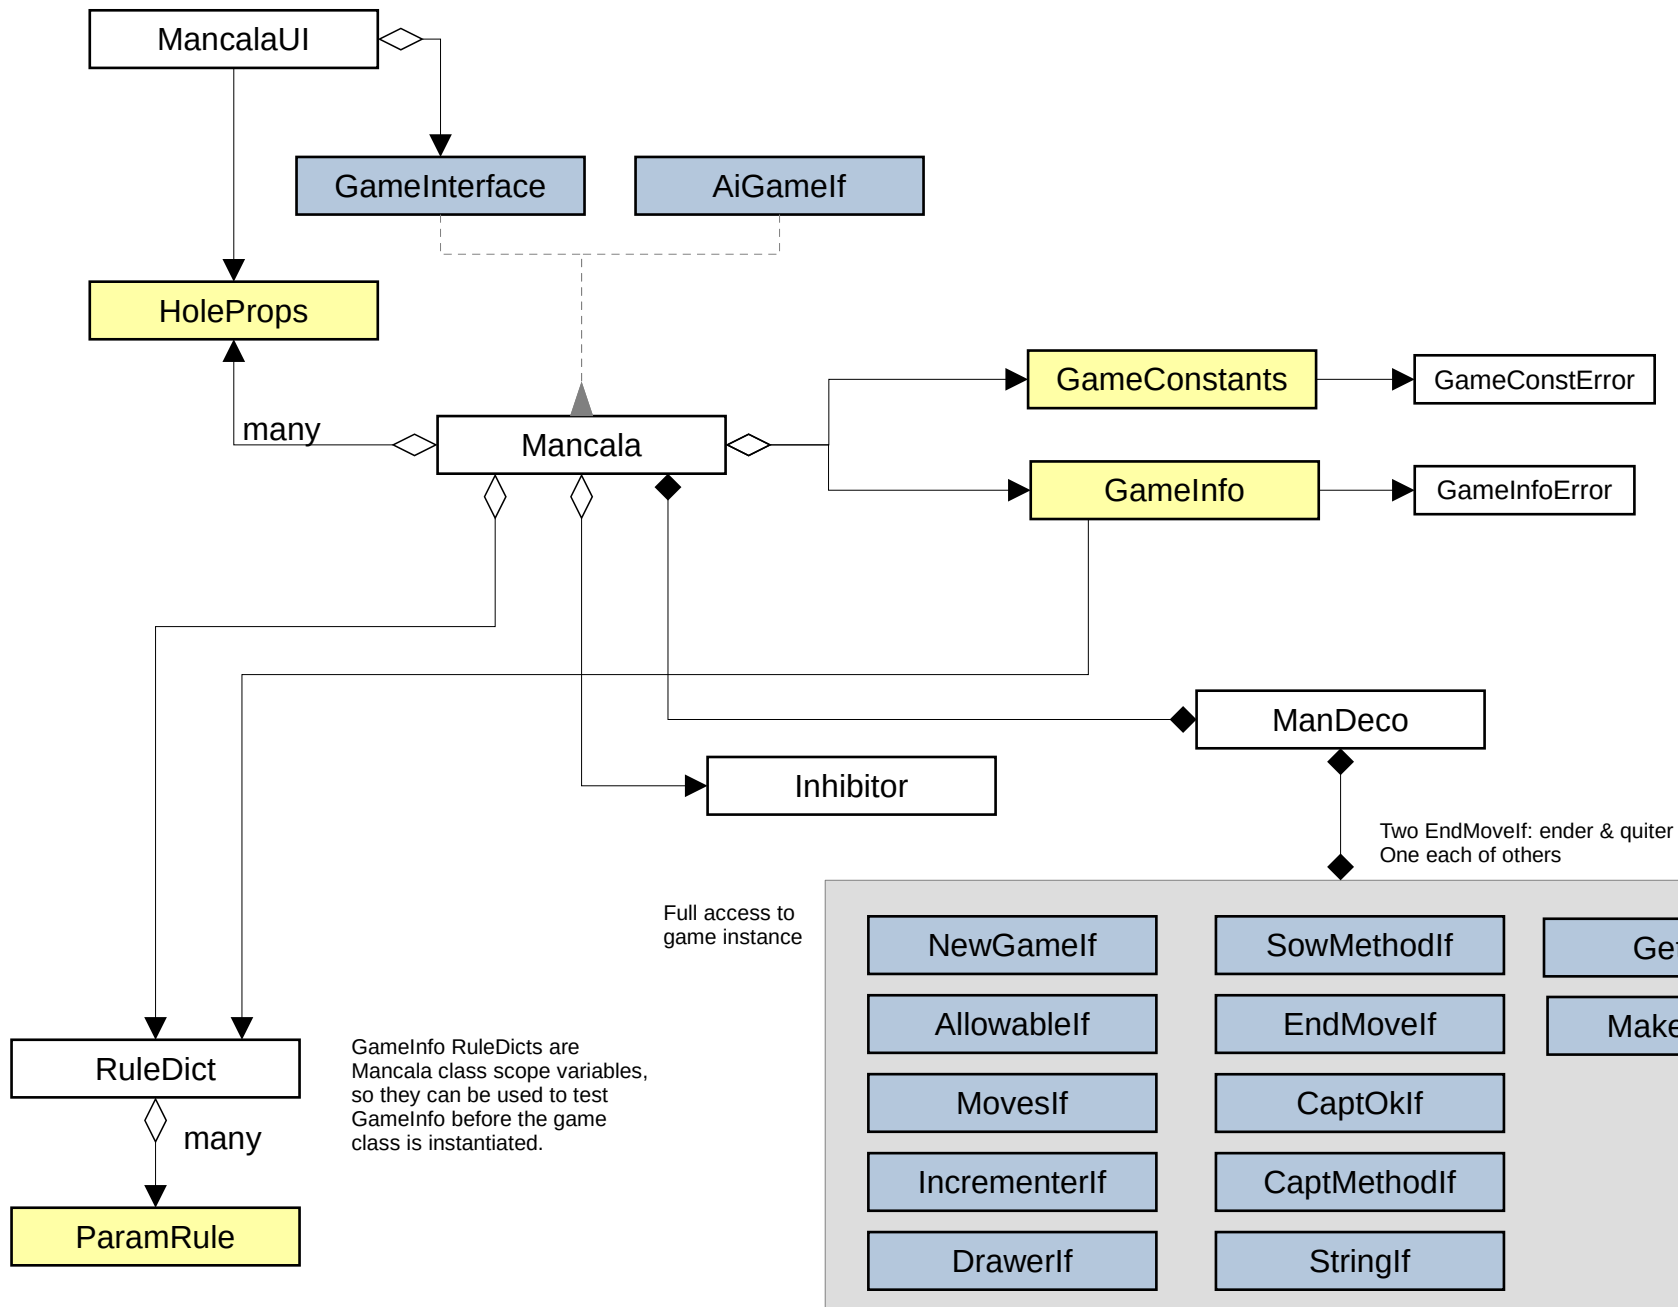 MancalaUI
GameInterface
AiGameIf
HoleProps
GameConstants
GameConstError
many
Mancala
GameInfo
GameInfoError
ManDeco
Inhibitor
Two EndMoveIf: ender & quiter
One each of others
Full access to
game instance
NewGameIf
SowMethodIf
AllowableIf
EndMoveIf
MovesIf
CaptOkIf
IncrementerIf
CaptMethodIf
DrawerIf
StringIf
RuleDict
GameInfo RuleDicts are
Mancala class scope variables,
so they can be used to test
GameInfo before the game
class is instantiated.
many
ParamRule